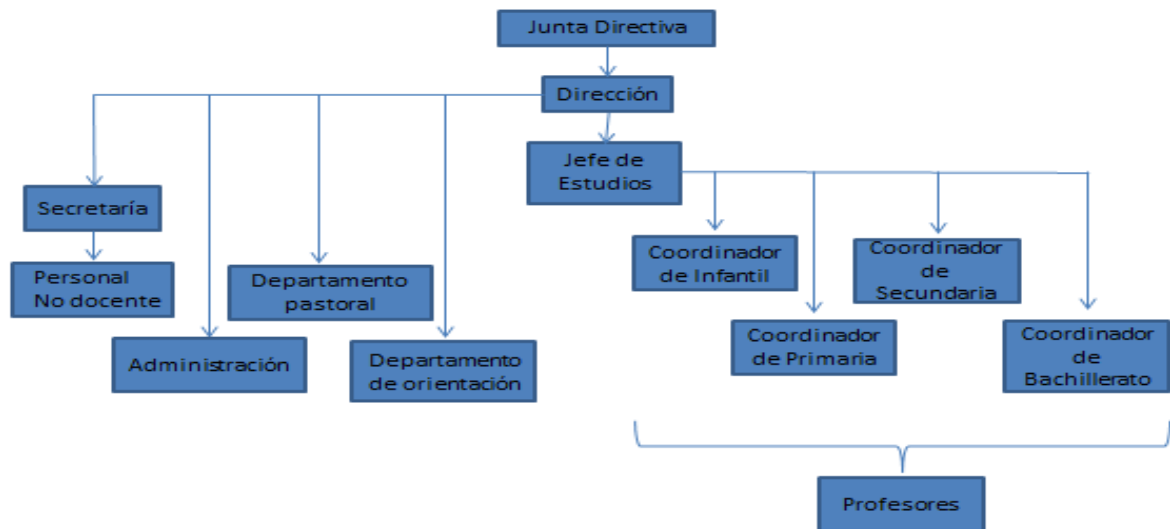 Junta Directiva
Dirección
Jefe de
Estudios
Secretaría
Personal
No docente
Administración
Departamento
pastoral
Departamento
de orientación
Coordinador
de Infantil
Coordinador
de Primaria
Coordinador
de
Secundaria
Coordinador
de
Bachillerato
Profesores